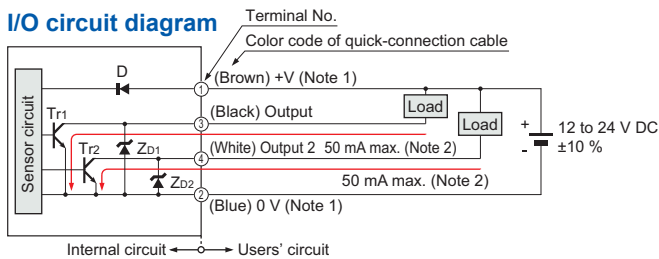 I/O circuit diagram
Terminal No.
Color code of quick-connection cable
D
1
(Brown) +V (Note 1)
3
(Black) Output
Load
Load
Tr1
Tr2
ZD1
ZD2
Sensor circuit
4
(White) Output 2 50 mA max. (Note 2)
50 mA max. (Note 2)
2
(Blue) 0 V (Note 1)
+
-
12 to 24 V DC
±10 %
Internal circuit
Users' circuit